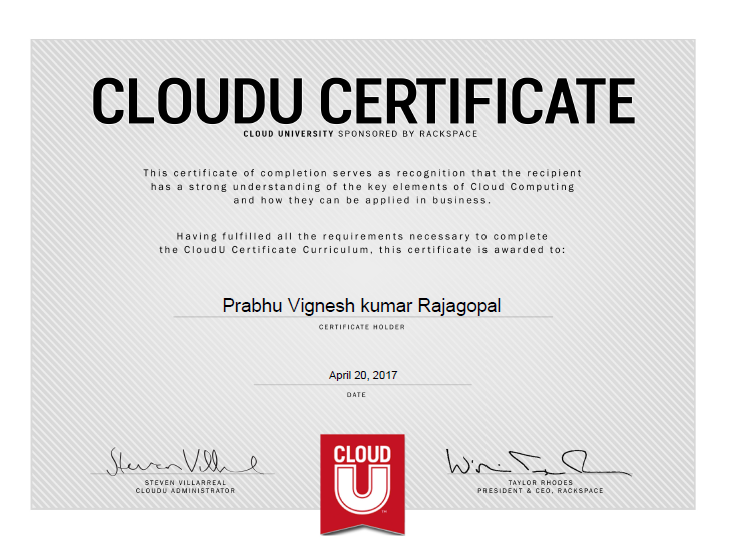 CLOUDU CERTIFICATE
CLOUD UNIVERSITY SPONSORED BY RACKSPACE
This certificate of completion serves as recognition that the recipient
has a strong understanding of the key elements of Cloud Computing
and how they can be applied in business.
Having fulfilled all the requirements necessary to complete
the CloudU Certificate Curriculum, this certificate is awarded to:
Prabhu Vignesh kumar Rajagopal
CERTIFICATE HOLDER
April 20, 2017
DATE
Steven Villarreal
STEVEN VILLARREAL
CLOUDU ADMINISTRATOR
CLOUD
U
TM
TAYLOR RHODES
PRESIDENT & CEO, RACKSPACE